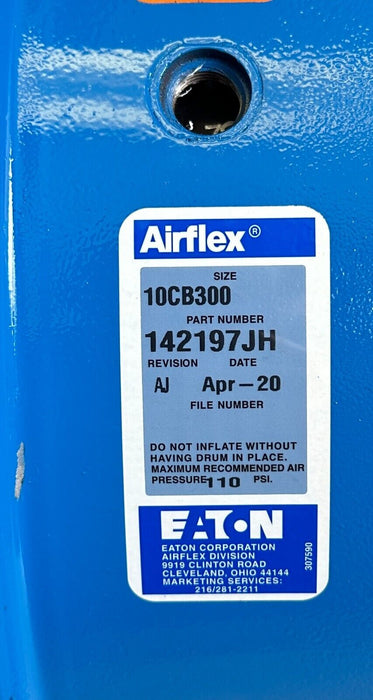 Airflex®
SIZE
10CB300
PART NUMBER
142197JH
REVISION DATE
AJ Apr-20
FILE NUMBER
DO NOT INFLATE WITHOUT
HAVING DRUM IN PLACE.
MAXIMUM RECOMMENDED AIR
PRESSURE 110 PSI.
EATON
EATON CORPORATION
AIRFLEX DIVISION
9919 CLINTON ROAD
CLEVELAND, OHIO 44144
MARKETING SERVICES:
216/281-2211
307590